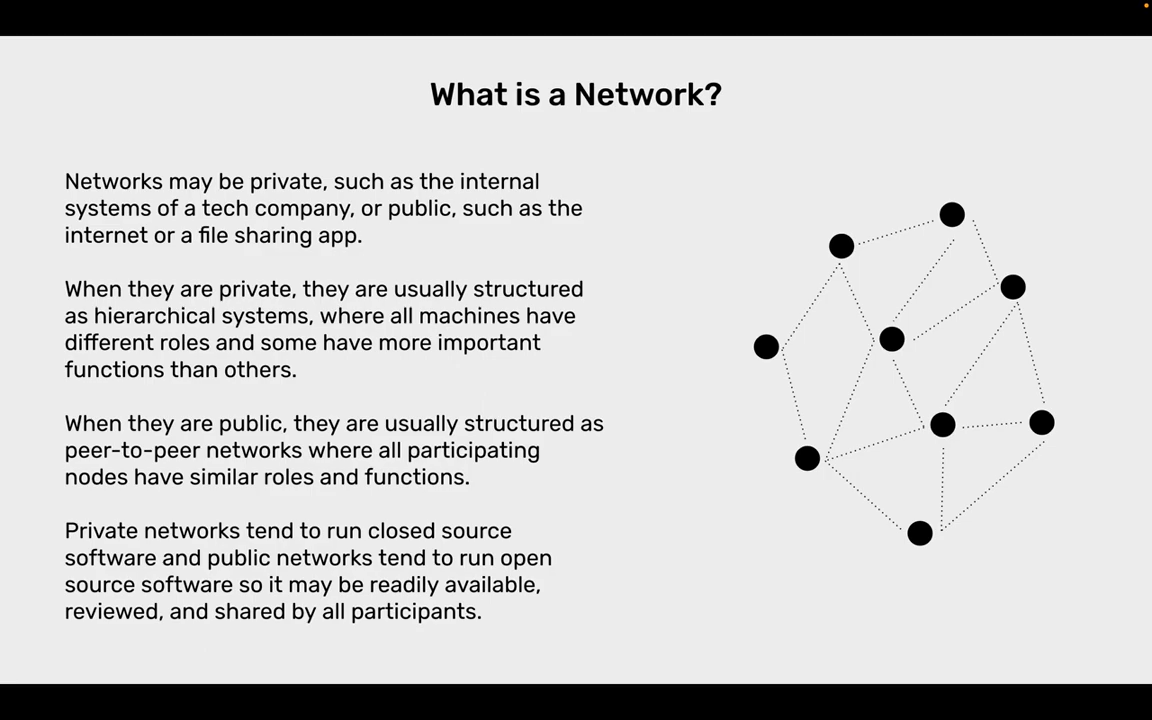 What is a Network?
Networks may be private, such as the internal
systems of a tech company, or public, such as the
internet or a file sharing app.
When they are private, they are usually structured
as hierarchical systems, where all machines have
different roles and some have more important
functions than others.
When they are public, they are usually structured as
peer-to-peer networks where all participating
nodes have similar roles and functions.
Private networks tend to run closed source
software and public networks tend to run open
source software so it may be readily available,
reviewed, and shared by all participants.